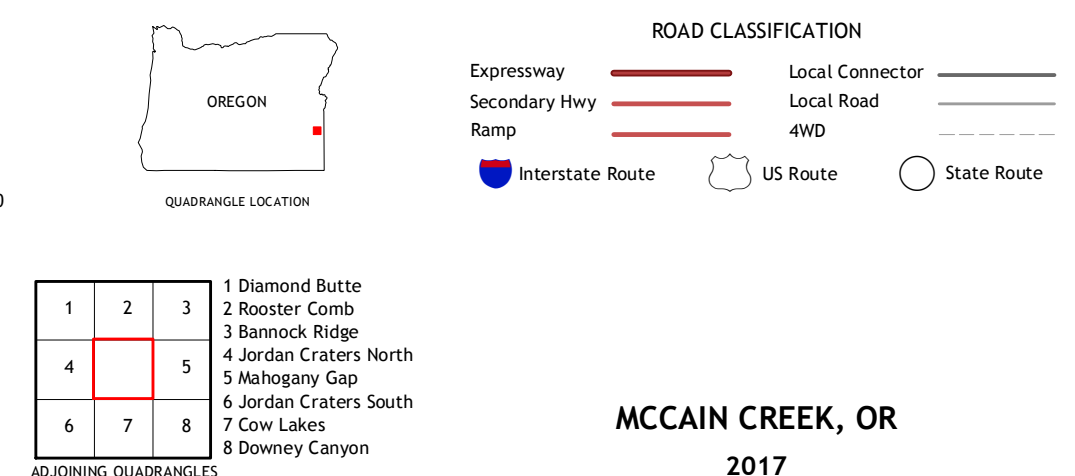 OREGON
QUADRANGLE LOCATION
0
ROAD CLASSIFICATION
Expressway
Secondary Hwy
Ramp
Local Connector
Local Road
4WD
Interstate Route
US Route
State Route
1 2 3
4 5
6 7 8
1 Diamond Butte
2 Rooster Comb
3 Bannock Ridge
4 Jordan Craters North
5 Mahogany Gap
6 Jordan Craters South
7 Cow Lakes
8 Downey Canyon
ADJOINING QUADRANGLES
MCCAIN CREEK, OR
2017